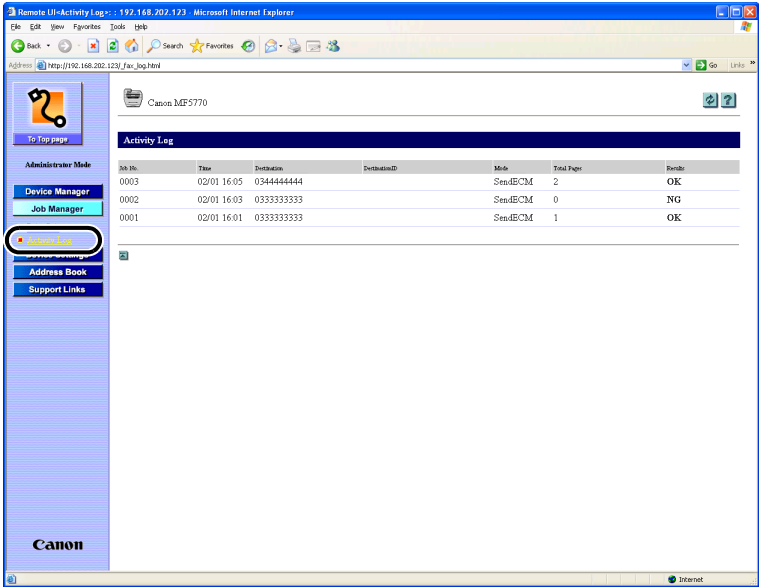 Remote UI<Activity Log>: : 192.168.202.123 - Microsoft Internet Explorer
File Edit View Favorites Tools Help
Back Search Favorites
Address http://192.168.202.123/_fax_log.html Go Links »
To Top page
Canon MF5770
Activity Log
Administrator Mode
Job No. Time Destination DestinationID Mode Total Pages Results
0003 02/01 16:05 0344444444 SendECM 2 OK
0002 02/01 16:03 0333333333 SendECM 0 NG
0001 02/01 16:01 0333333333 SendECM 1 OK
Device Manager
Job Manager
Activity Log
Device Settings
Address Book
Support Links
Canon
Internet